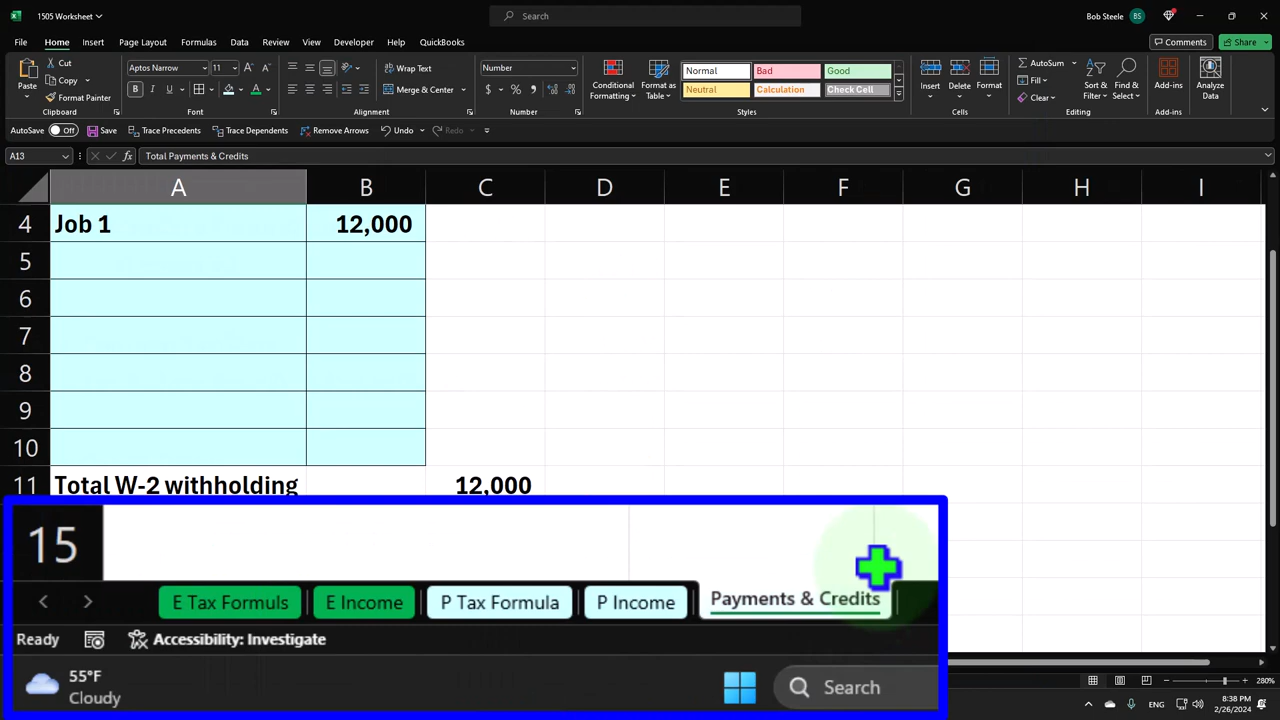 1505 Worksheet
Search
Bob Steele BS
File Home Insert Page Layout Formulas Data Review View Developer Help QuickBooks
Comments Share
Paste Cut Copy Format Painter
Aptos Narrow 11
B I U
Wrap Text
Merge & Center
Number
$ %
Conditional Formatting
Format as Table
Normal Bad Good
Neutral Calculation Check Cell
Insert Delete Format
AutoSum
Fill
Clear
Sort & Filter
Find & Select
Add-ins
Analyze Data
Clipboard Font Alignment Number Styles Cells Editing Add-ins
AutoSave Off Save Trace Precedents Trace Dependents Remove Arrows Undo Redo
A13 fx Total Payments & Credits
A B C D E F G H I
4 Job 1 12,000
5
6
7
8
9
10
11 Total W-2 withholding 12,000
15
E Tax Formuls E Income P Tax Formula P Income Payments & Credits
Ready Accessibility: Investigate
280%
55°F
Cloudy
Search
ENG
8:38 PM
2/26/2024